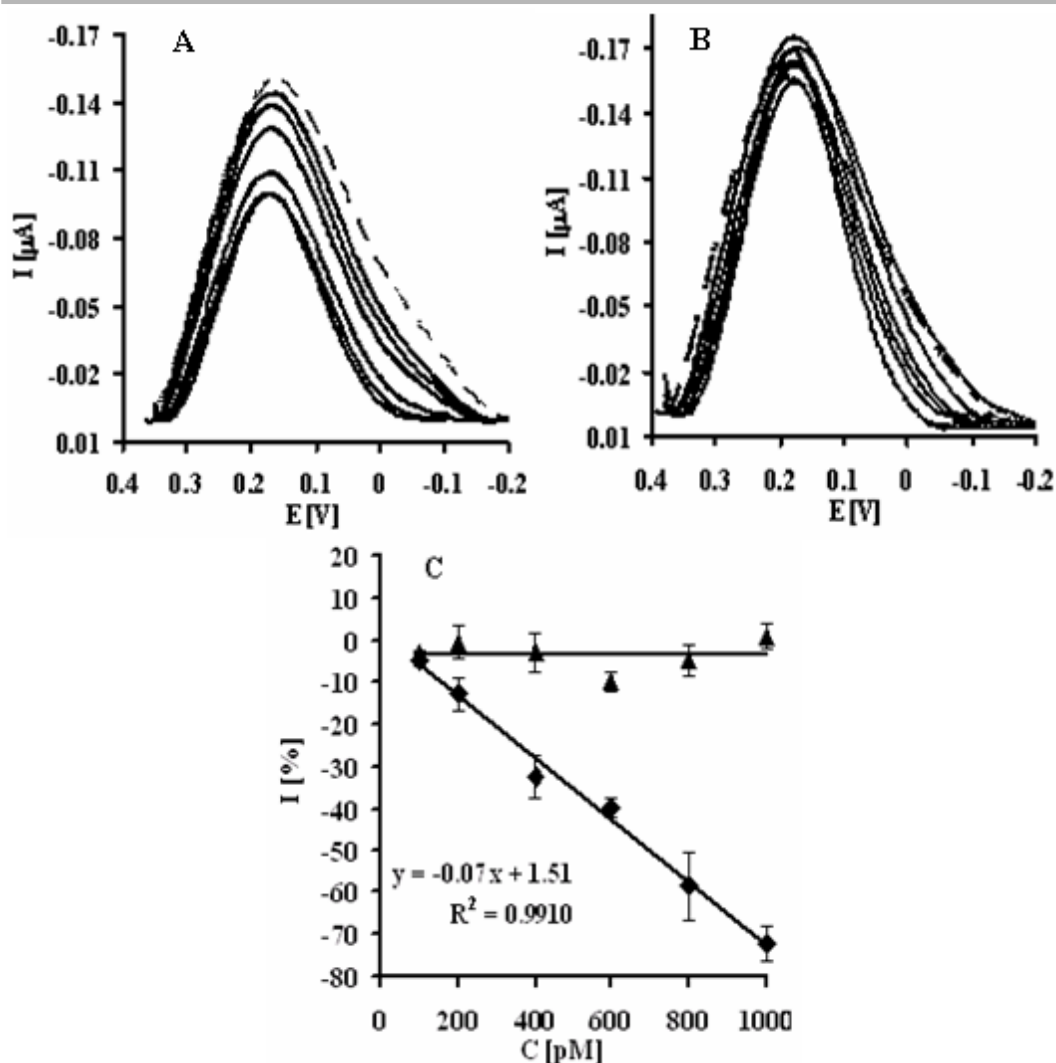 A
I [µA]
-0.17
-0.14
-0.11
-0.08
-0.05
-0.02
0.01
0.4 0.3 0.2 0.1 0 -0.1 -0.2
E [V]
B
I [µA]
-0.17
-0.14
-0.11
-0.08
-0.05
-0.02
0.01
0.4 0.3 0.2 0.1 0 -0.1 -0.2
E [V]
C
I [%]
20
10
0
-10
-20
-30
-40
-50
-60
-70
-80
y = -0.07x + 1.51
R² = 0.9910
0 200 400 600 800 1000
C [pM]